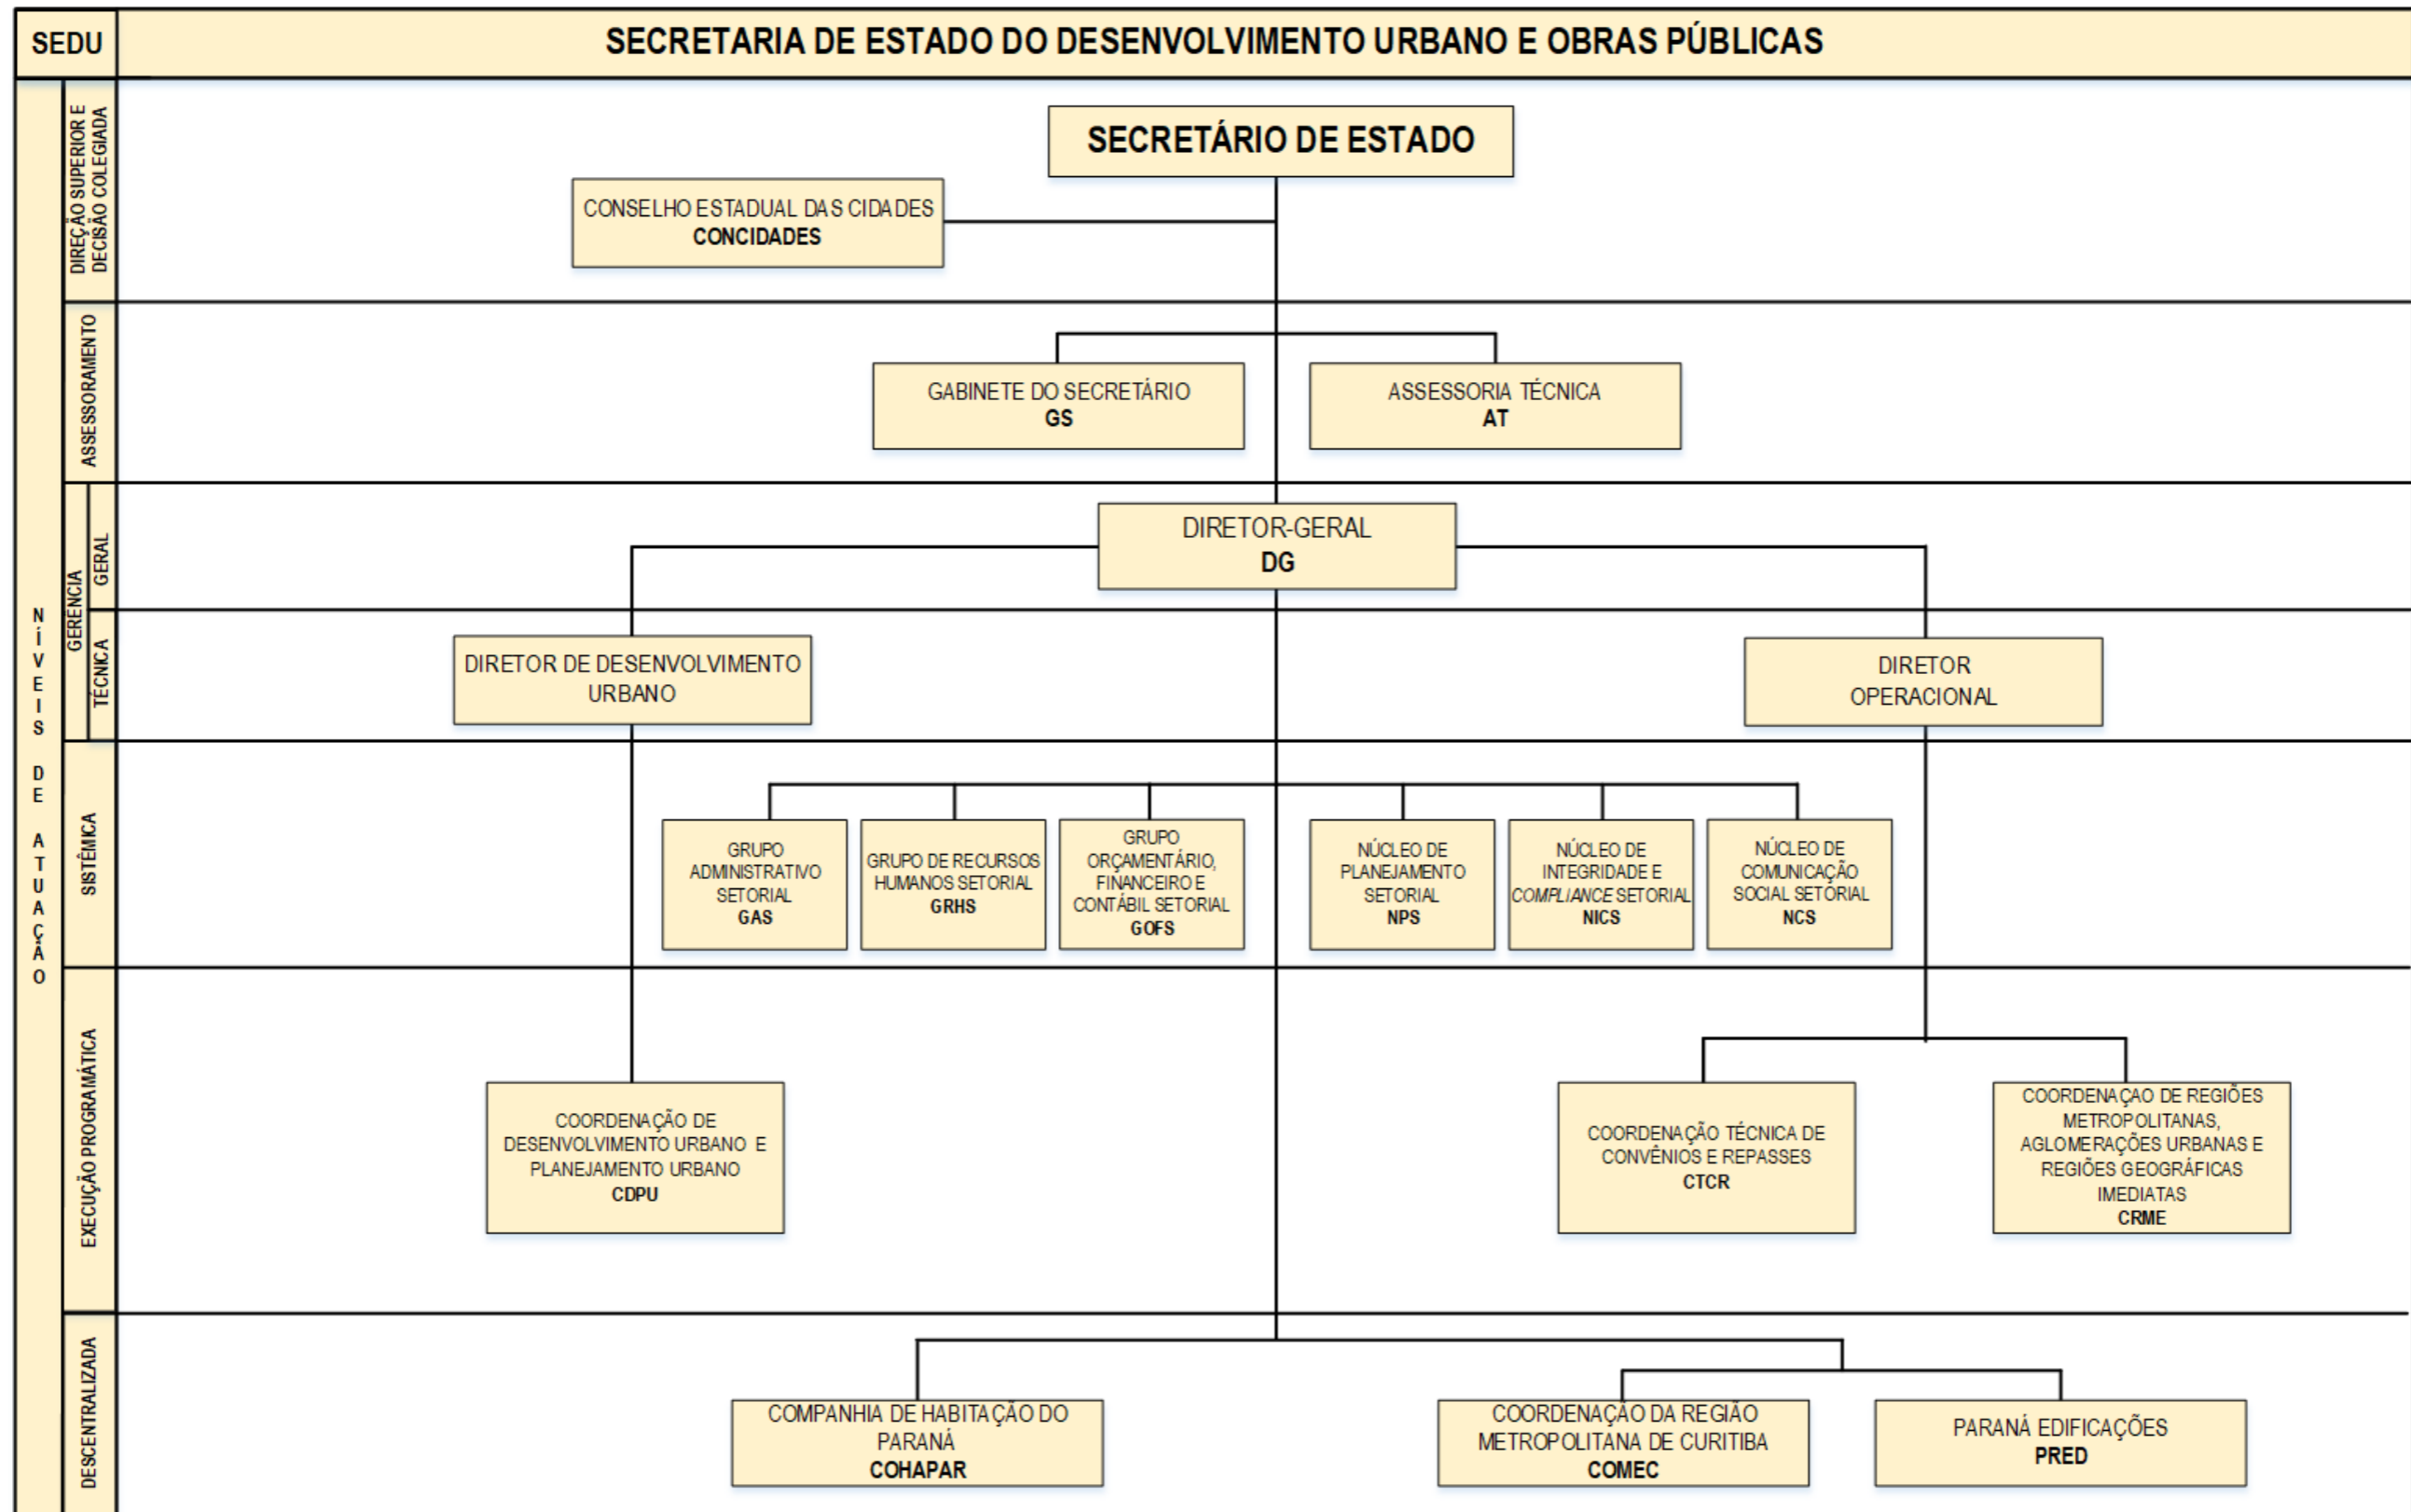 SEDU
SECRETARIA DE ESTADO DO DESENVOLVIMENTO URBANO E OBRAS PÚBLICAS
NÍVEIS DE ATUAÇÃO
DIREÇÃO SUPERIOR E
DECISÃO COLEGIADA
SECRETÁRIO DE ESTADO
CONSELHO ESTADUAL DAS CIDADES
CONCIDADES
ASSESSORAMENTO
GABINETE DO SECRETÁRIO
GS
ASSESSORIA TÉCNICA
AT
GERENCIA
GERAL
DIRETOR-GERAL
DG
TÉCNICA
DIRETOR DE DESENVOLVIMENTO
URBANO
DIRETOR
OPERACIONAL
SISTÊMICA
GRUPO
ADMINISTRATIVO
SETORIAL
GAS
GRUPO DE RECURSOS
HUMANOS SETORIAL
GRHS
GRUPO
ORÇAMENTÁRIO,
FINANCEIRO E
CONTÁBIL SETORIAL
GOFS
NÚCLEO DE
PLANEJAMENTO
SETORIAL
NPS
NÚCLEO DE
INTEGRIDADE E
COMPLIANCE SETORIAL
NICS
NÚCLEO DE
COMUNICAÇÃO
SOCIAL SETORIAL
NCS
EXECUÇÃO PROGRAMÁTICA
COORDENAÇÃO DE
DESENVOLVIMENTO URBANO E
PLANEJAMENTO URBANO
CDPU
COORDENAÇÃO TÉCNICA DE
CONVÊNIOS E REPASSES
CTCR
COORDENAÇAO DE REGIÕES
METROPOLITANAS,
AGLOMERAÇÕES URBANAS E
REGIÕES GEOGRÁFICAS
IMEDIATAS
CRME
DESCENTRALIZADA
COMPANHIA DE HABITAÇÃO DO
PARANÁ
COHAPAR
COORDENAÇÃO DA REGIÃO
METROPOLITANA DE CURITIBA
COMEC
PARANÁ EDIFICAÇÕES
PRED